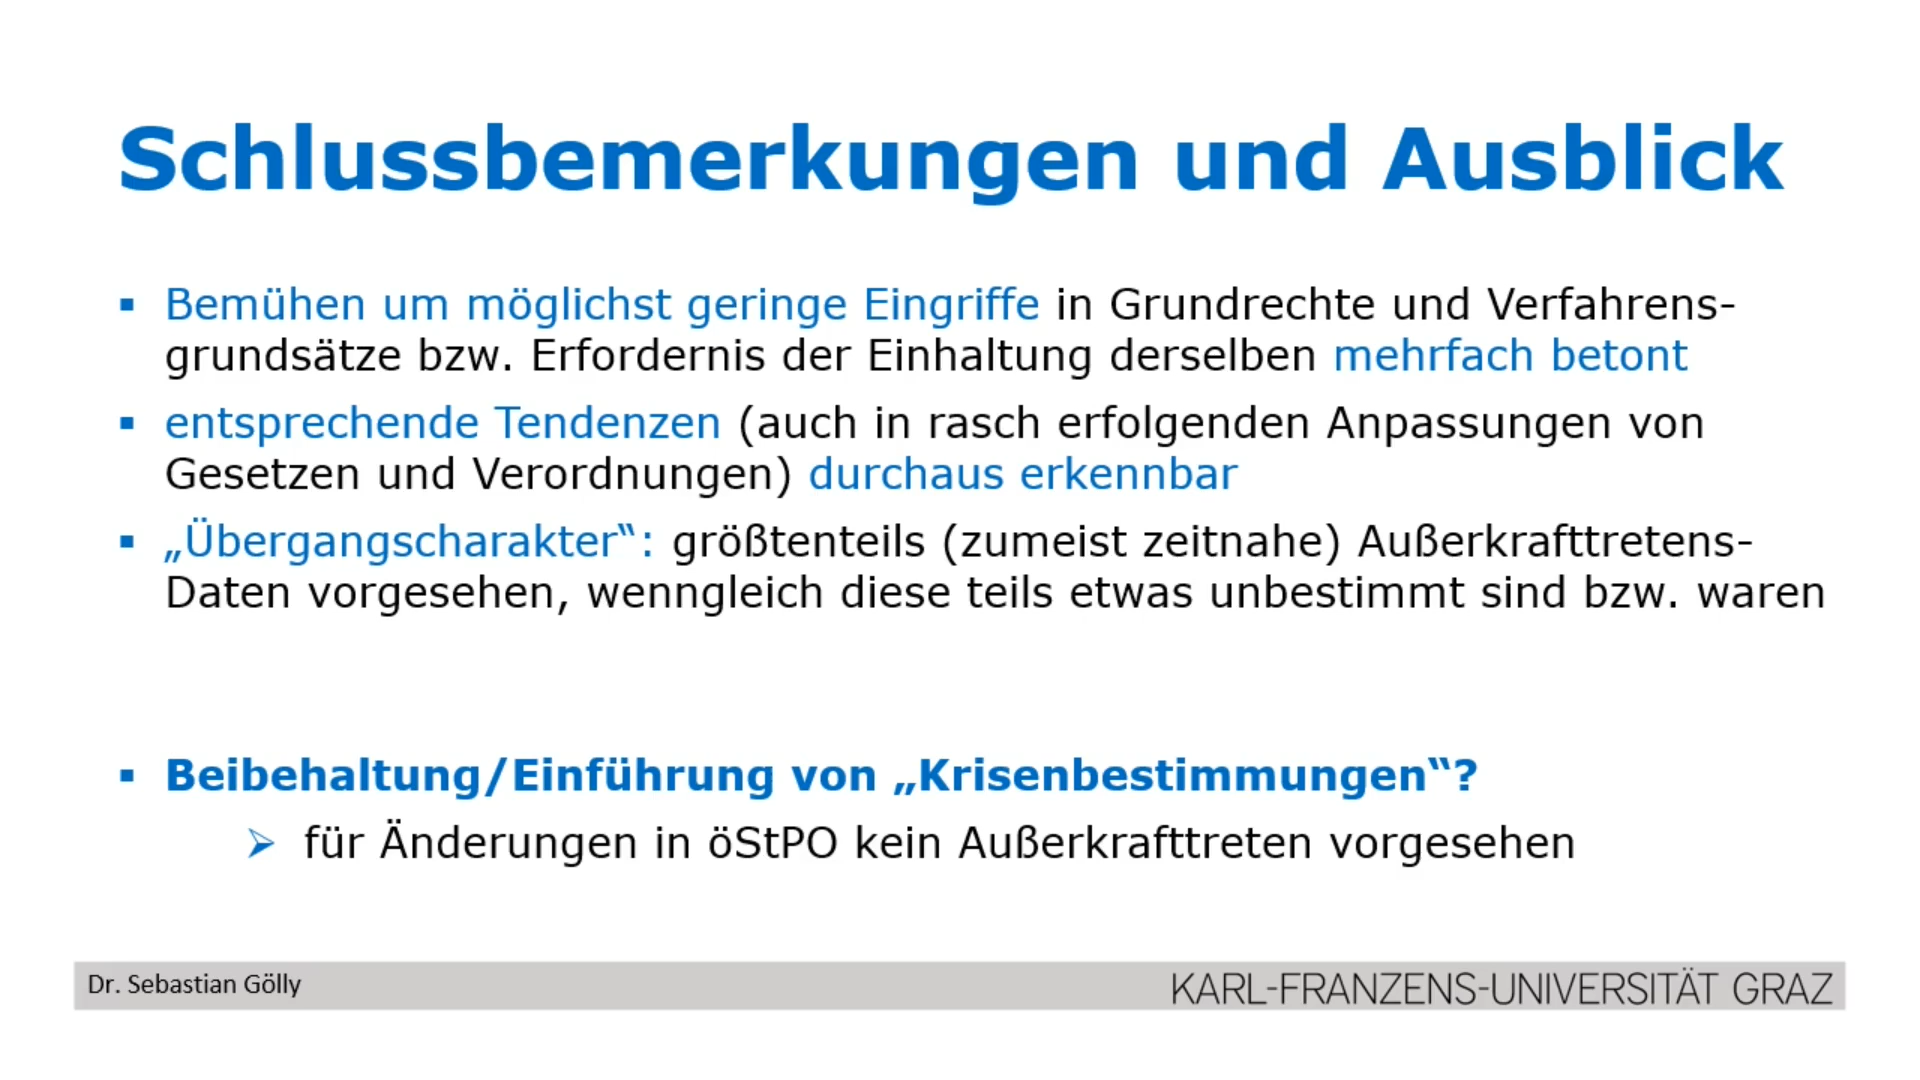 Schlussbemerkungen und Ausblick
▪ Bemühen um möglichst geringe Eingriffe in Grundrechte und Verfahrens-
grundsätze bzw. Erfordernis der Einhaltung derselben mehrfach betont
▪ entsprechende Tendenzen (auch in rasch erfolgenden Anpassungen von
Gesetzen und Verordnungen) durchaus erkennbar
▪ „Übergangscharakter“: größtenteils (zumeist zeitnahe) Außerkrafttretens-
Daten vorgesehen, wenngleich diese teils etwas unbestimmt sind bzw. waren
▪ Beibehaltung/Einführung von „Krisenbestimmungen“?
➢ für Änderungen in öStPO kein Außerkrafttreten vorgesehen
Dr. Sebastian Gölly
KARL-FRANZENS-UNIVERSITÄT GRAZ